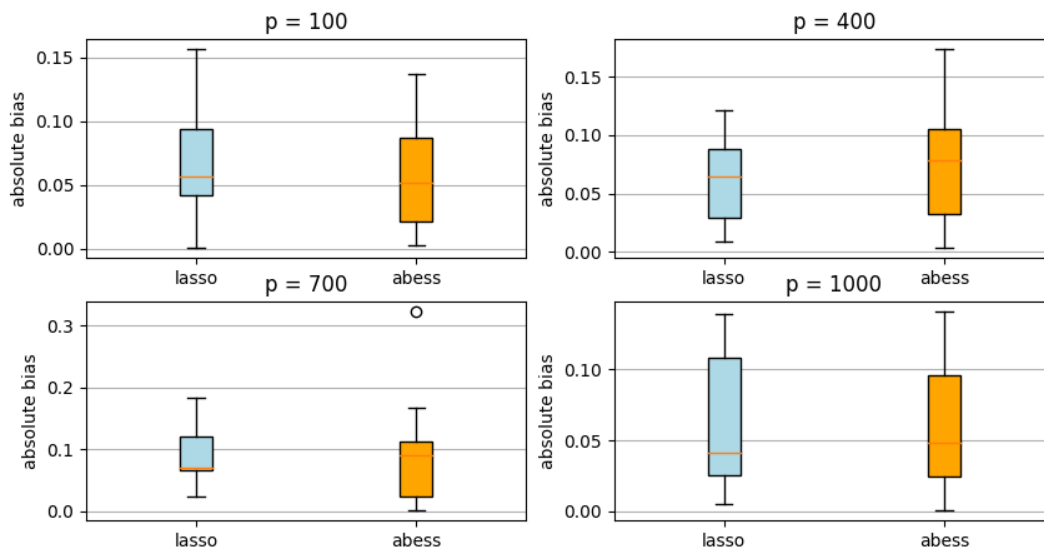 p = 100
absolute bias
0.15
0.10
0.05
0.00
lasso abess
p = 400
absolute bias
0.15
0.10
0.05
0.00
lasso abess
p = 700
absolute bias
0.3
0.2
0.1
0.0
lasso abess
p = 1000
absolute bias
0.10
0.05
0.00
lasso abess